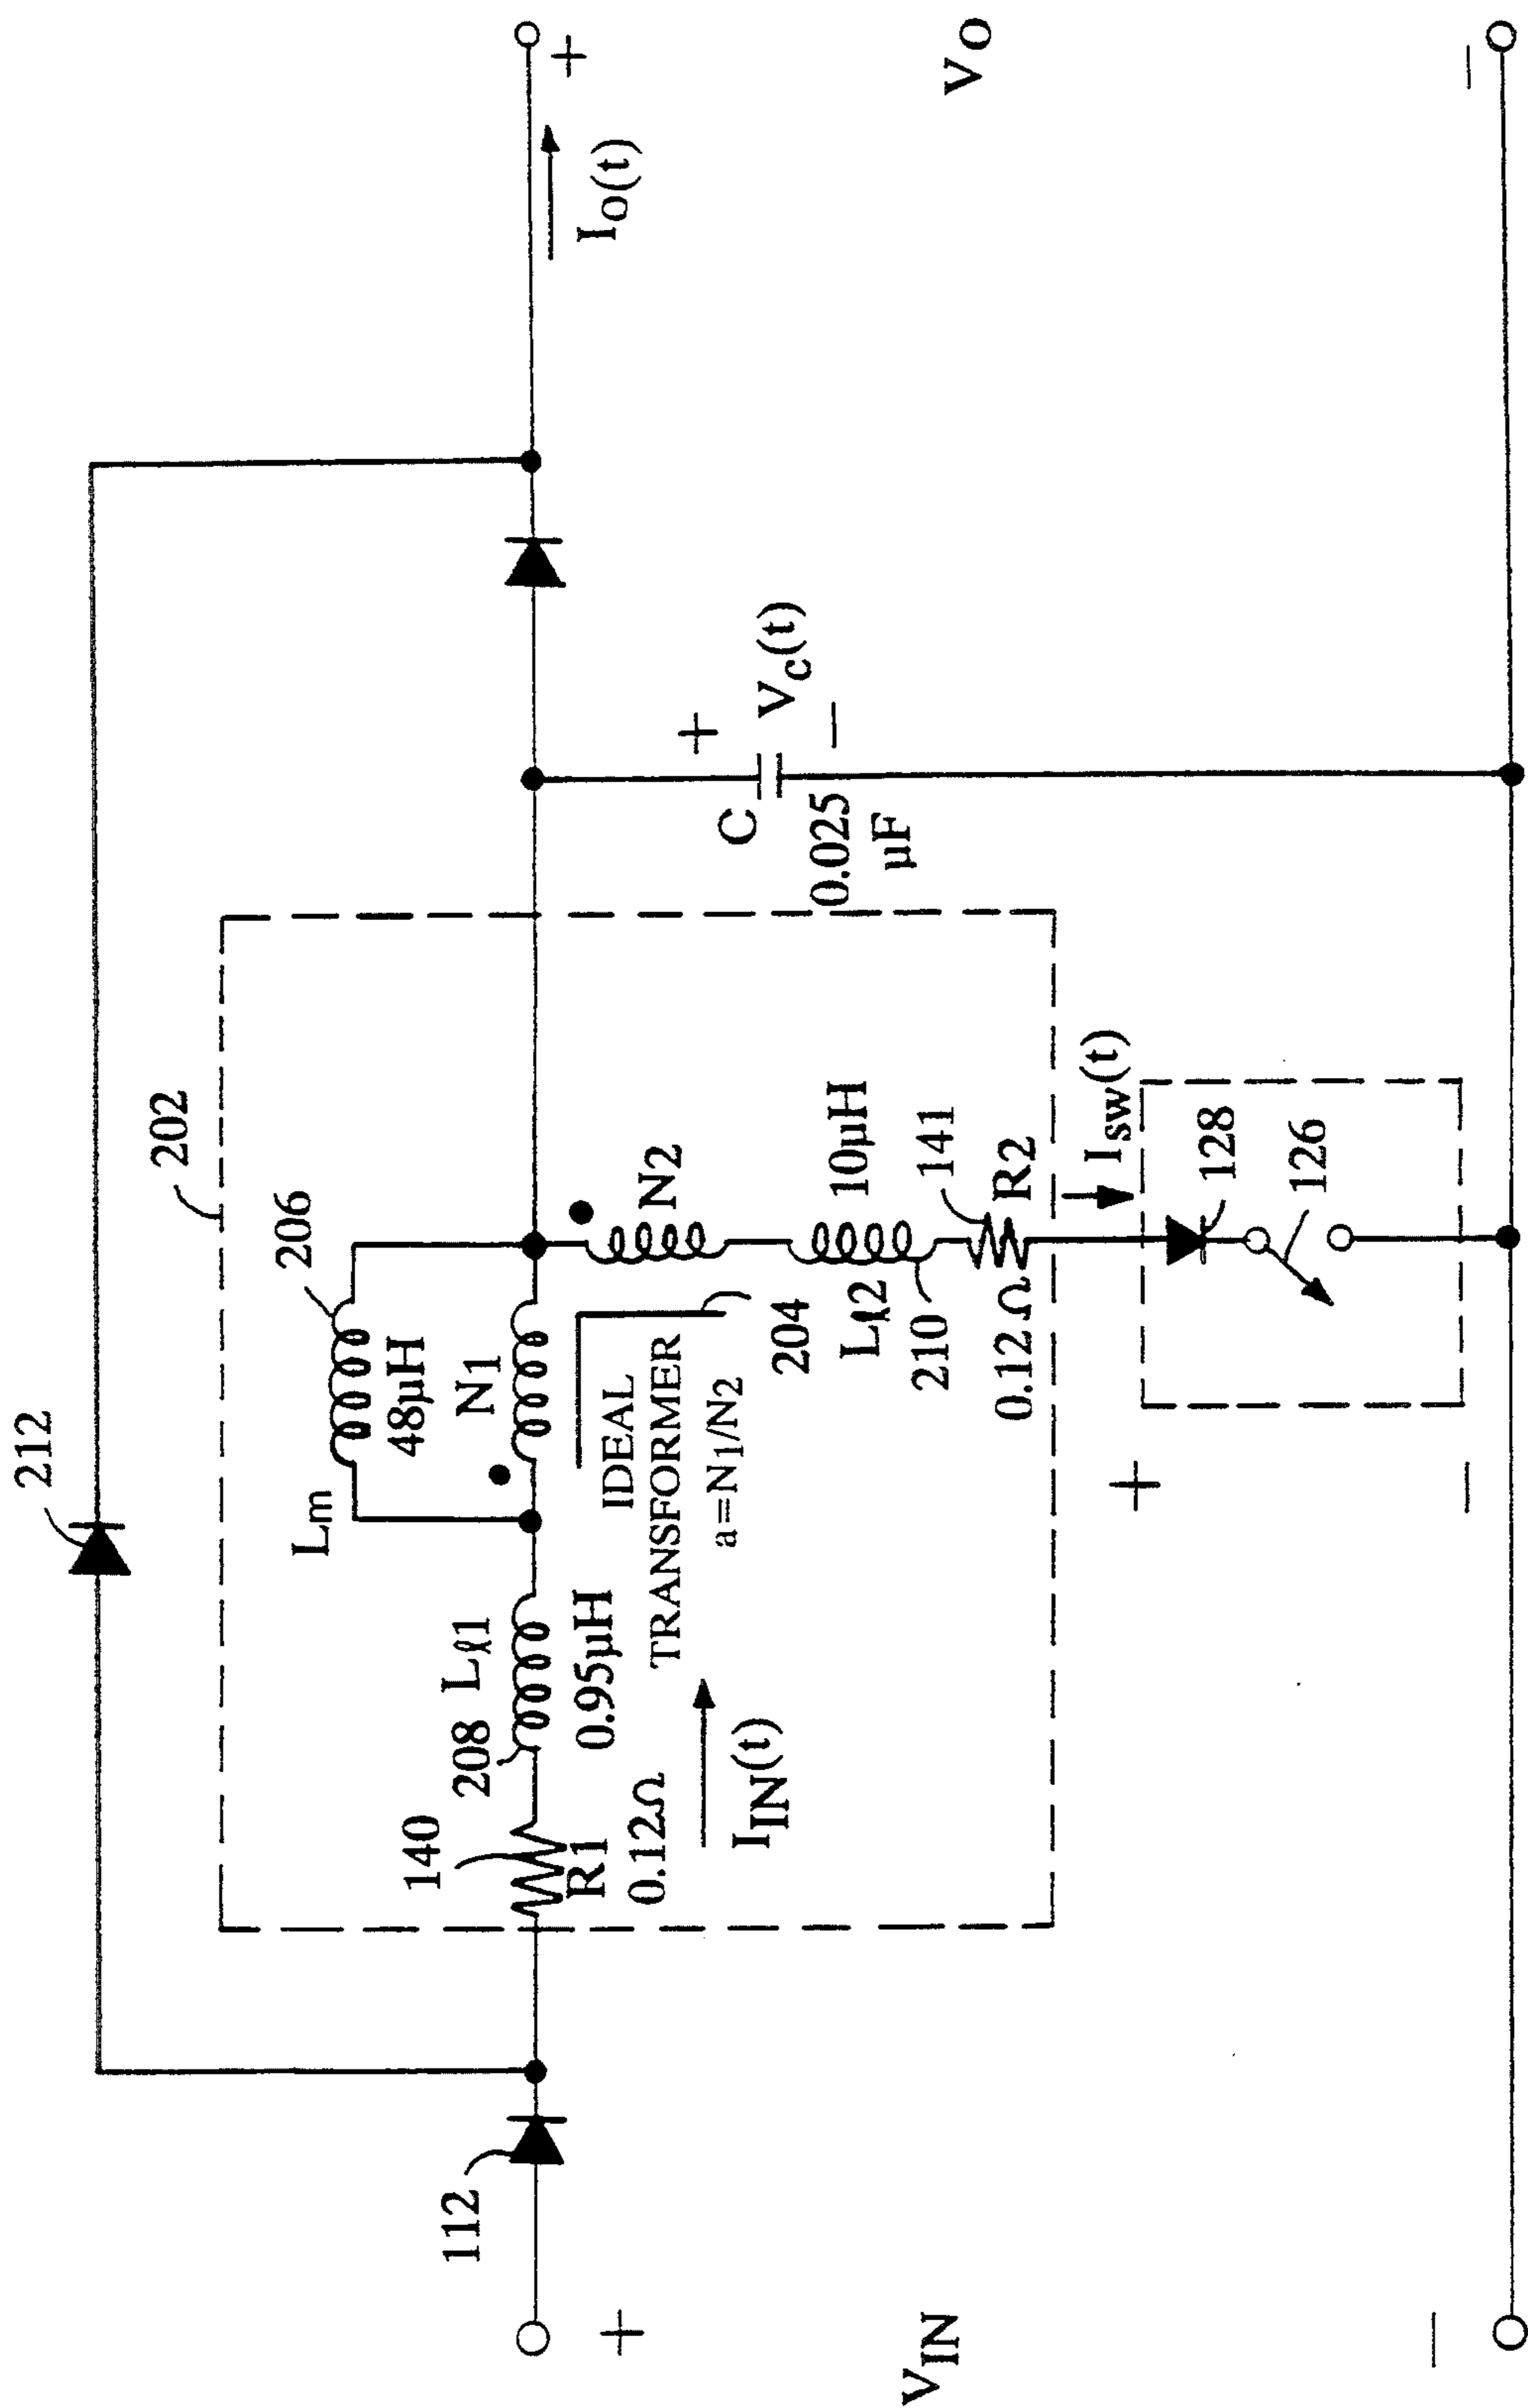 212
202
206
Lm
48μH
N1
208 Lℓ1
0.95μH
140
R1
0.12Ω
IIN(t)
IDEAL
TRANSFORMER
a=N1/N2
204
N2
Lℓ2
10μH
210
141
R2
0.12 Ω
ISW(t)
128
126
+
−
112
+
VIN
−
C
0.025
μF
+
Vc(t)
−
IO(t)
+
VO
−